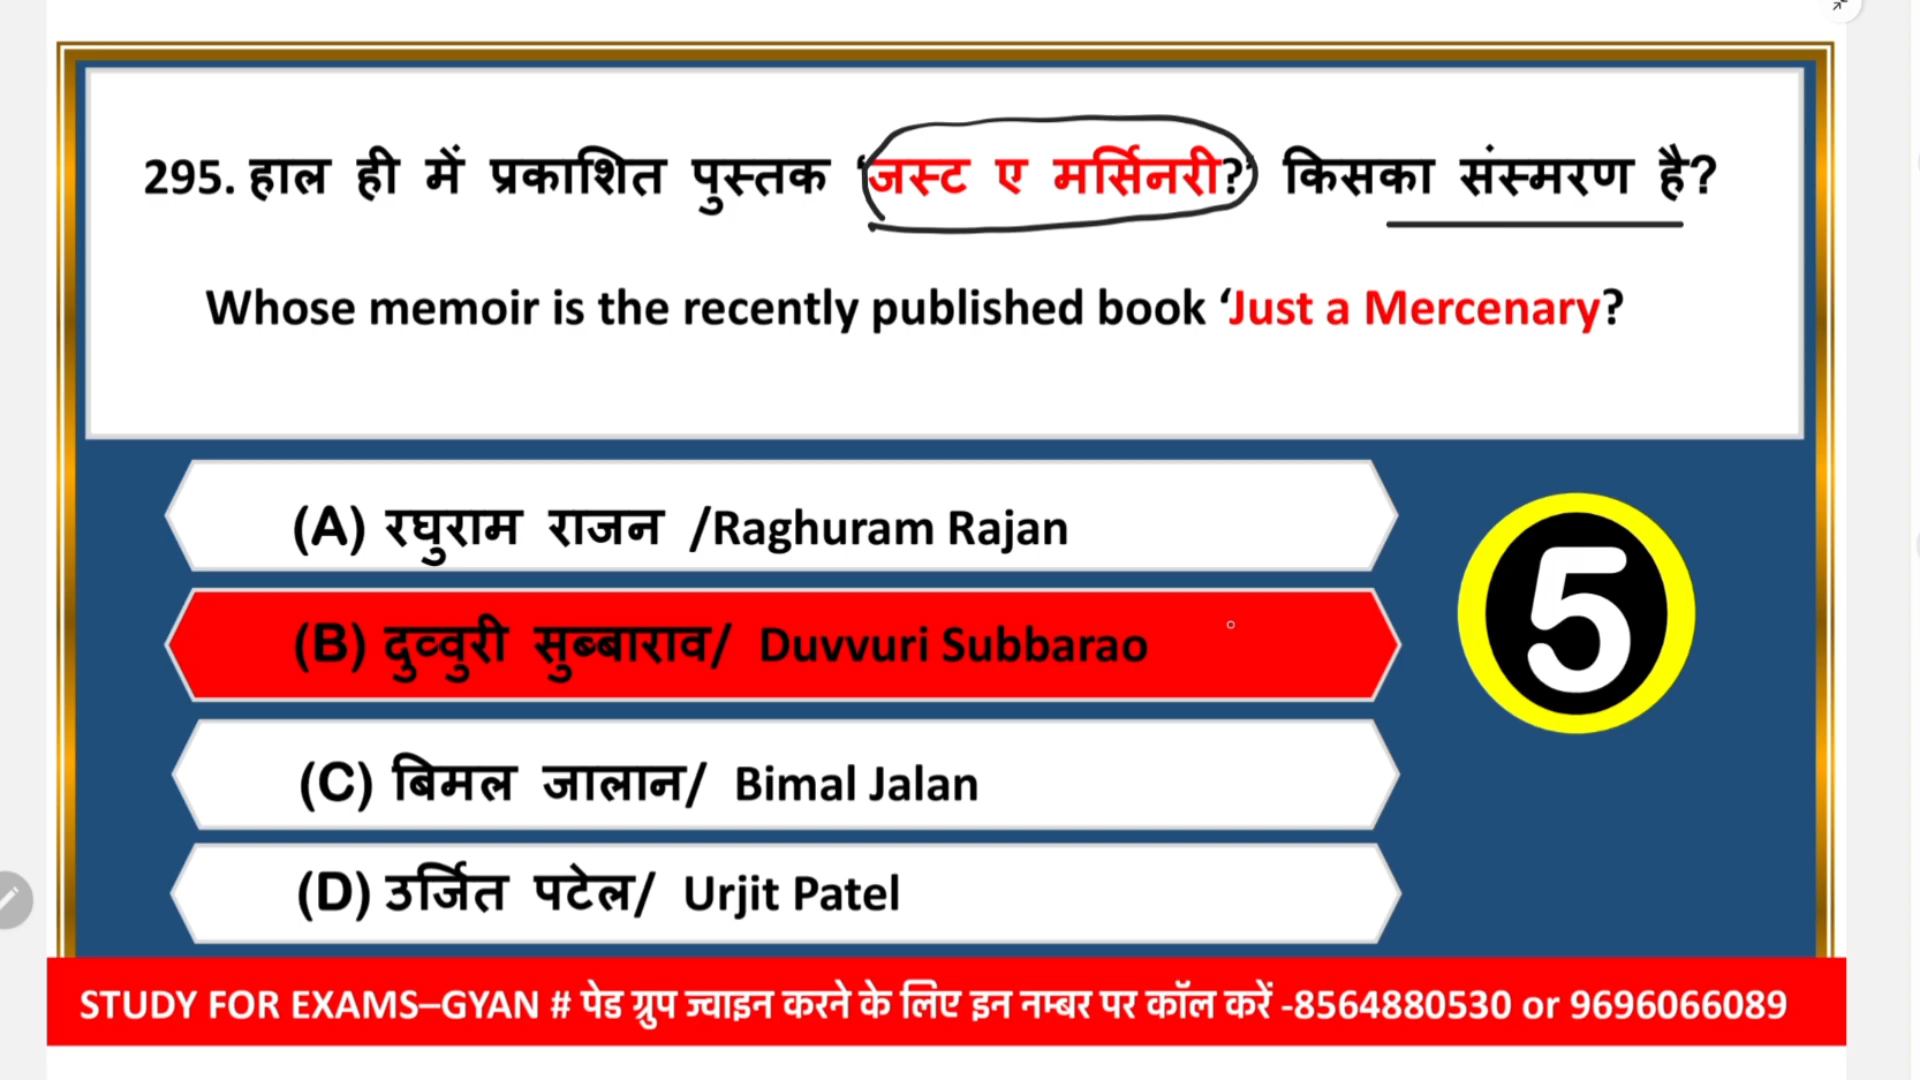 295. हाल ही में प्रकाशित पुस्तक ‘जस्ट ए मर्सिनरी?’ किसका संस्मरण है?
Whose memoir is the recently published book ‘Just a Mercenary?
(A) रघुराम राजन /Raghuram Rajan
(B) दुव्वुरी सुब्बाराव/ Duvvuri Subbarao
5
(C) बिमल जालान/ Bimal Jalan
(D) उर्जित पटेल/ Urjit Patel
STUDY FOR EXAMS–GYAN # पेड ग्रुप ज्वाइन करने के लिए इन नम्बर पर कॉल करें -8564880530 or 9696066089